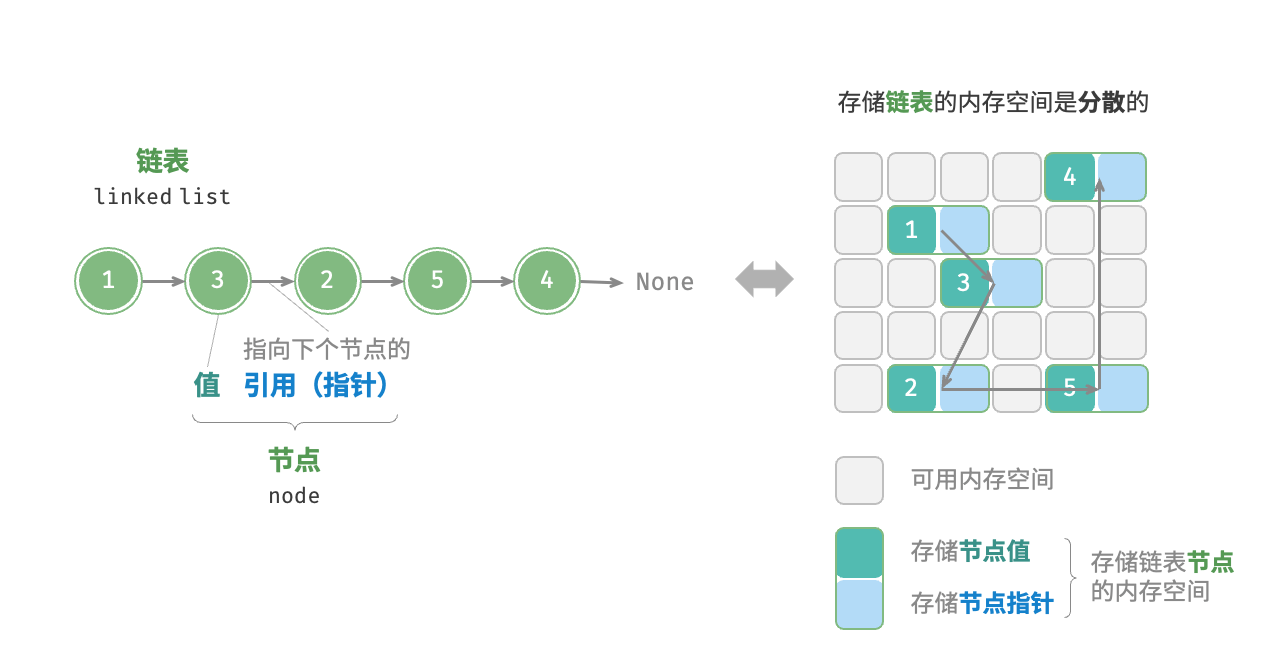 链表
linked list
1 3 2 5 4 None
指向下个节点的
值 引用（指针）
节点
node
存储链表的内存空间是分散的
4
1
3
2 5
可用内存空间
存储节点值
存储节点指针
存储链表节点
的内存空间